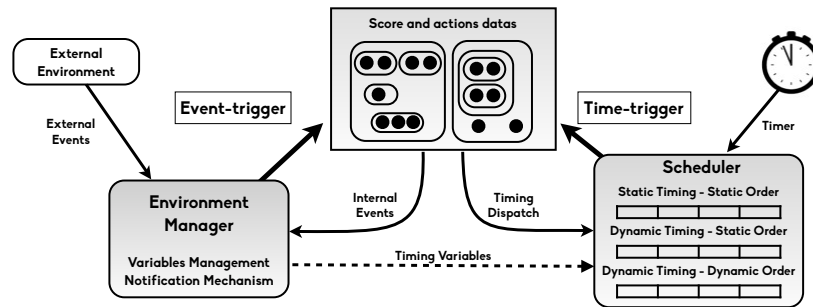 Score and actions datas
External
Environment
Event-trigger
Time-trigger
External
Events
Timer
Scheduler
Static Timing - Static Order
Environment
Manager
Internal
Events
Timing
Dispatch
Dynamic Timing - Static Order
Variables Management
Notification Mechanism
Timing Variables
Dynamic Timing - Dynamic Order